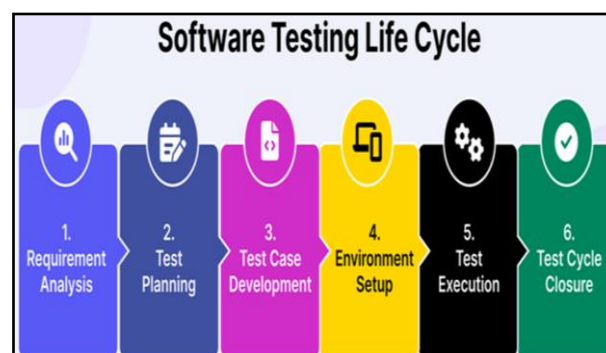 Software Testing Life Cycle
1.
Requirement
Analysis
2.
Test
Planning
3.
Test Case
Development
4.
Environment
Setup
5.
Test
Execution
6.
Test Cycle
Closure